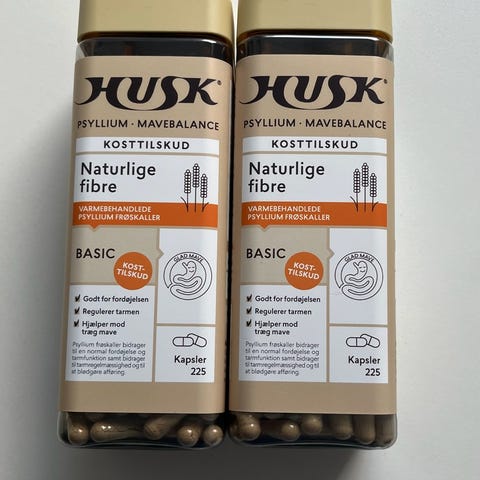 HUSK®
PSYLLIUM · MAVEBALANCE
KOSTTILSKUD
Naturlige
fibre
VARMEBEHANDLEDE
PSYLLIUM FRØSKALLER
BASIC
KOST-
TILSKUD
GLAD MAVE
Godt for fordøjelsen
Regulerer tarmen
Hjælper mod
træg mave
Psyllium frøskaller bidrager
til en normal fordøjelse og
tarmfunktion samt bidrager
til tarmregelmæssighed og til
at blødgøre afføring
Kapsler
225
HUSK®
PSYLLIUM · MAVEBALANCE
KOSTTILSKUD
Naturlige
fibre
VARMEBEHANDLEDE
PSYLLIUM FRØSKALLER
BASIC
KOST-
TILSKUD
GLAD MAVE
Godt for fordøjelsen
Regulerer tarmen
Hjælper mod
træg mave
Psyllium frøskaller bidrager
til en normal fordøjelse og
tarmfunktion samt bidrager
til tarmregelmæssighed og til
at blødgøre afføring
Kapsler
225